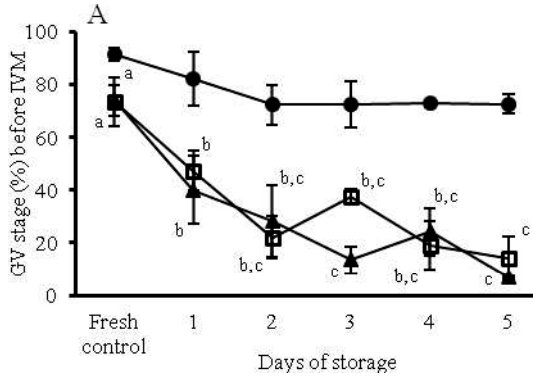 A
GV stage (%) before IVM
100
80
60
40
20
0
a
a
b
b
b,c
b,c
b,c
c
b,c
b,c
c
c
Fresh control
1
2
3
4
5
Days of storage